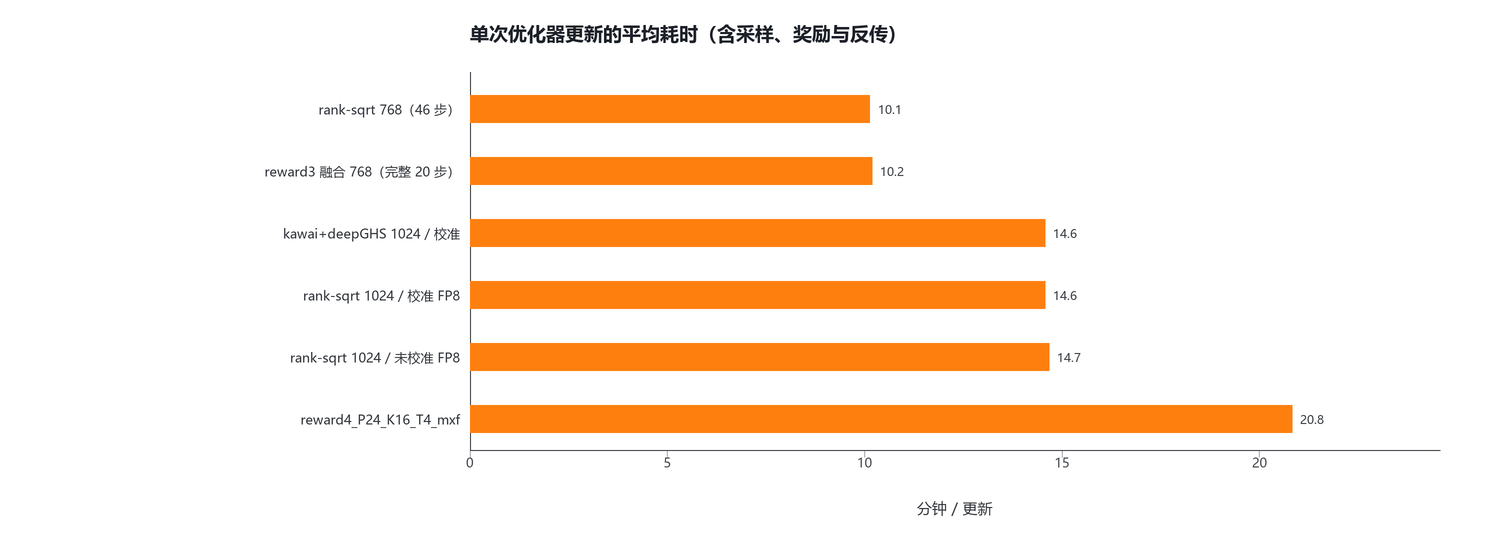 单次优化器更新的平均耗时（含采样、奖励与反传）
rank-sqrt 768（46 步） 10.1
reward3 融合 768（完整 20 步） 10.2
kawai+deepGHS 1024 / 校准 14.6
rank-sqrt 1024 / 校准 FP8 14.6
rank-sqrt 1024 / 未校准 FP8 14.7
reward4_P24_K16_T4_mxf 20.8
0 5 10 15 20
分钟 / 更新